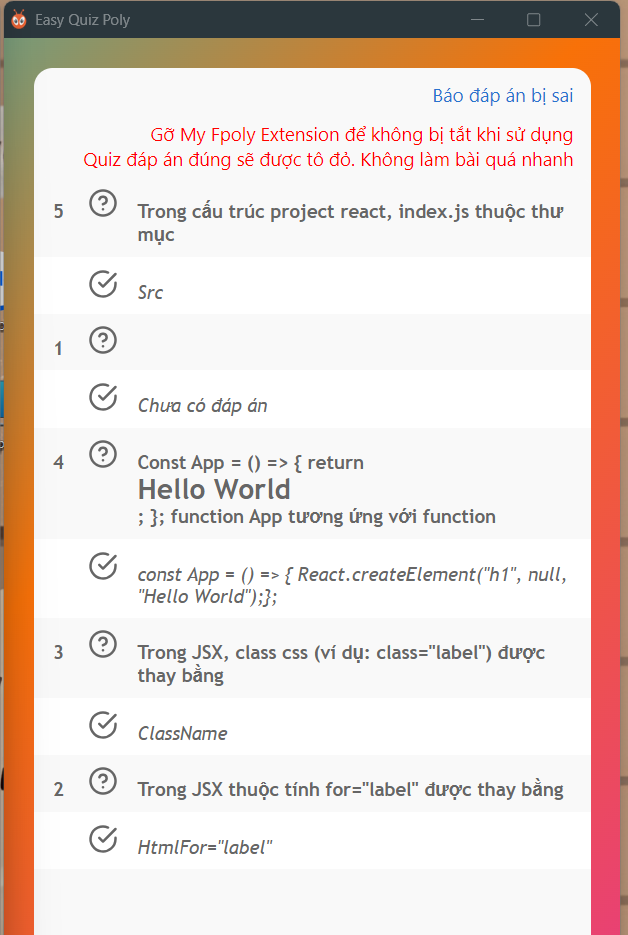 Easy Quiz Poly
Báo đáp án bị sai
Gỡ My Fpoly Extension để không bị tắt khi sử dụng
Quiz đáp án đúng sẽ được tô đỏ. Không làm bài quá nhanh
5 Trong cấu trúc project react, index.js thuộc thư
mục
Src
1
Chưa có đáp án
4 Const App = () => { return
Hello World
; }; function App tương ứng với function
const App = () => { React.createElement("h1", null,
"Hello World");};
3 Trong JSX, class css (ví dụ: class="label") được
thay bằng
ClassName
2 Trong JSX thuộc tính for="label" được thay bằng
HtmlFor="label"